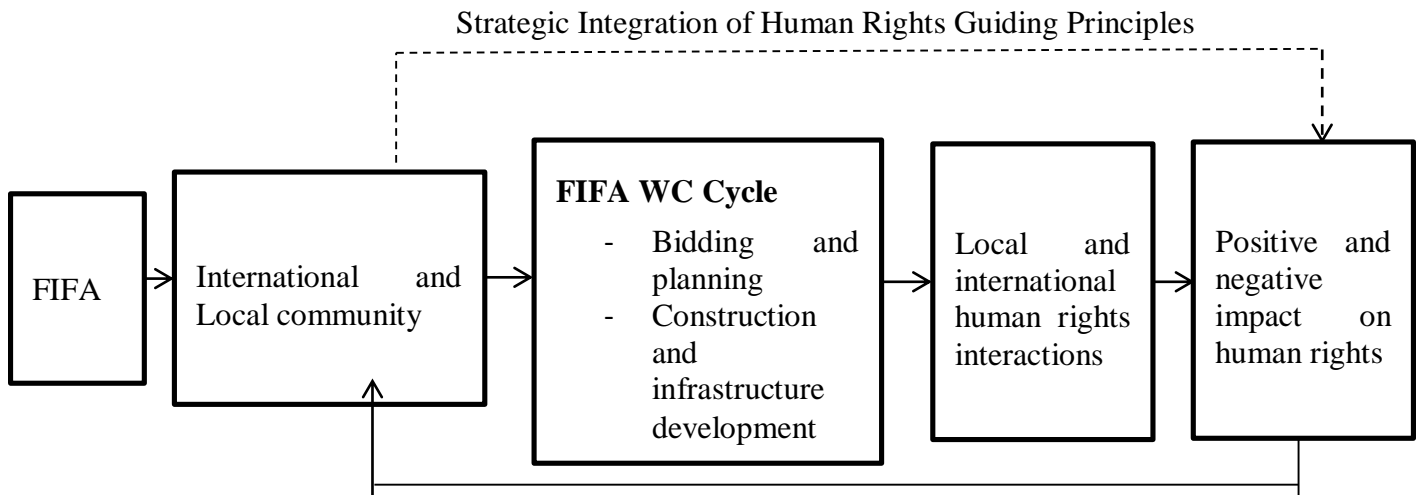 Strategic Integration of Human Rights Guiding Principles
FIFA
International and
Local community
FIFA WC Cycle
- Bidding and
planning
- Construction
and
infrastructure
development
Local and
international
human rights
interactions
Positive and
negative
impact on
human rights